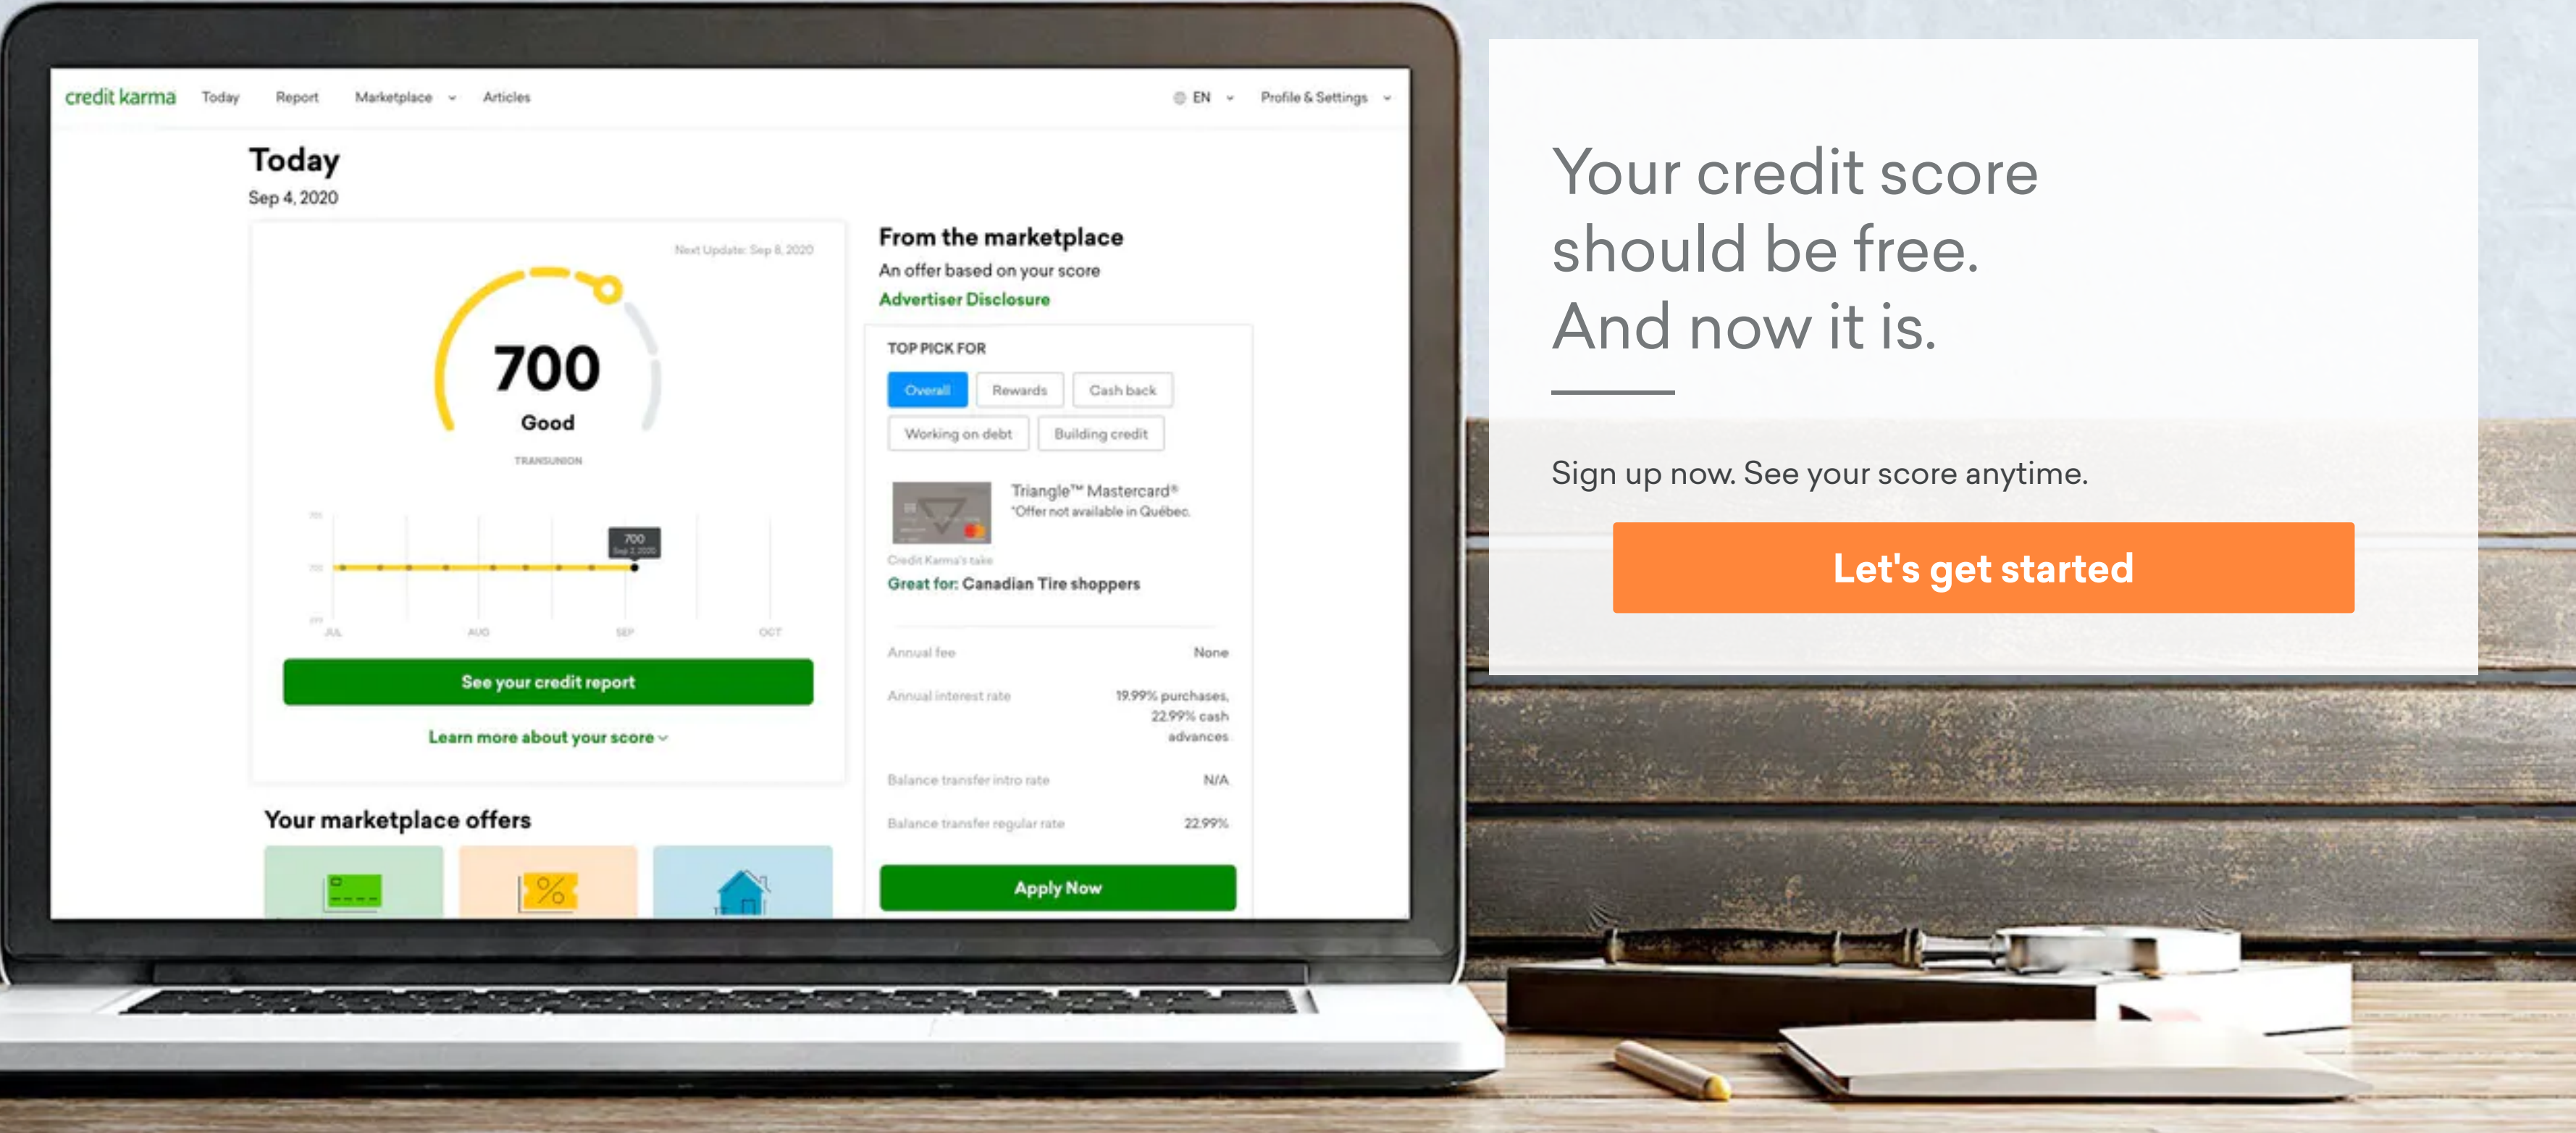 credit karma Today Report Marketplace Articles EN Profile & Settings
Today
Sep 4, 2020
Next Update: Sep 8, 2020
700
Good
TRANSUNION
701
700
Sep 2, 2020
700
JUL AUG SEP OCT
See your credit report
Learn more about your score
Your marketplace offers
From the marketplace
An offer based on your score
Advertiser Disclosure
TOP PICK FOR
Overall Rewards Cash back
Working on debt Building credit
Triangle™ Mastercard®
*Offer not available in Québec.
Credit Karma's take
Great for: Canadian Tire shoppers
Annual fee None
Annual interest rate 19.99% purchases,
22.99% cash
advances
Balance transfer intro rate N/A
Balance transfer regular rate 22.99%
Apply Now
Your credit score
should be free.
And now it is.
Sign up now. See your score anytime.
Let's get started